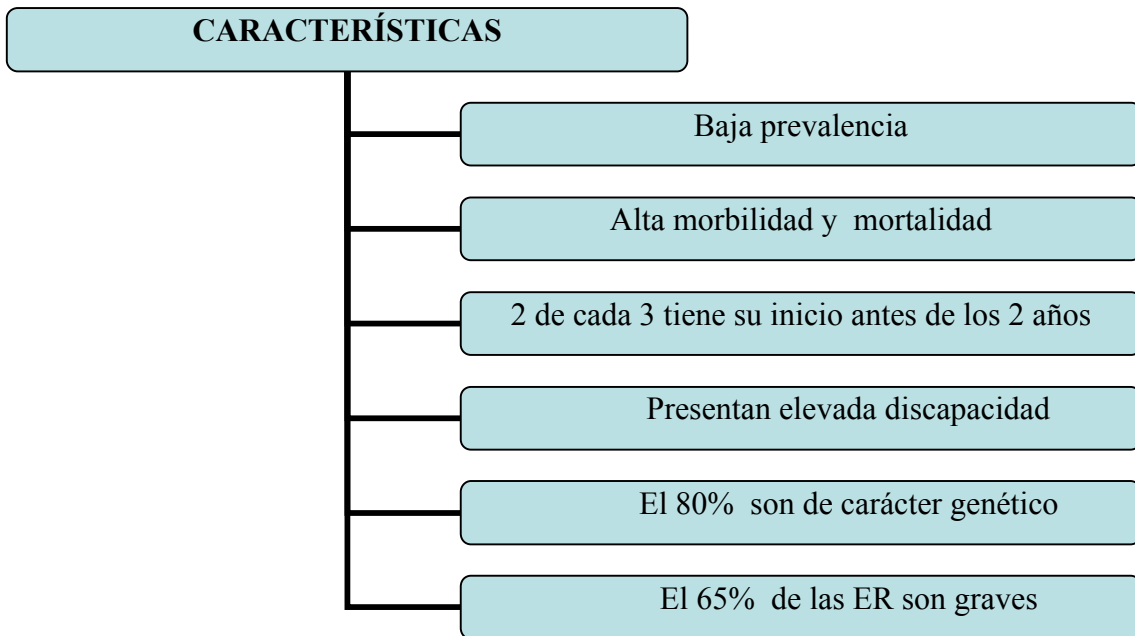 CARACTERÍSTICAS
Baja prevalencia
Alta morbilidad y mortalidad
2 de cada 3 tiene su inicio antes de los 2 años
Presentan elevada discapacidad
El 80% son de carácter genético
El 65% de las ER son graves